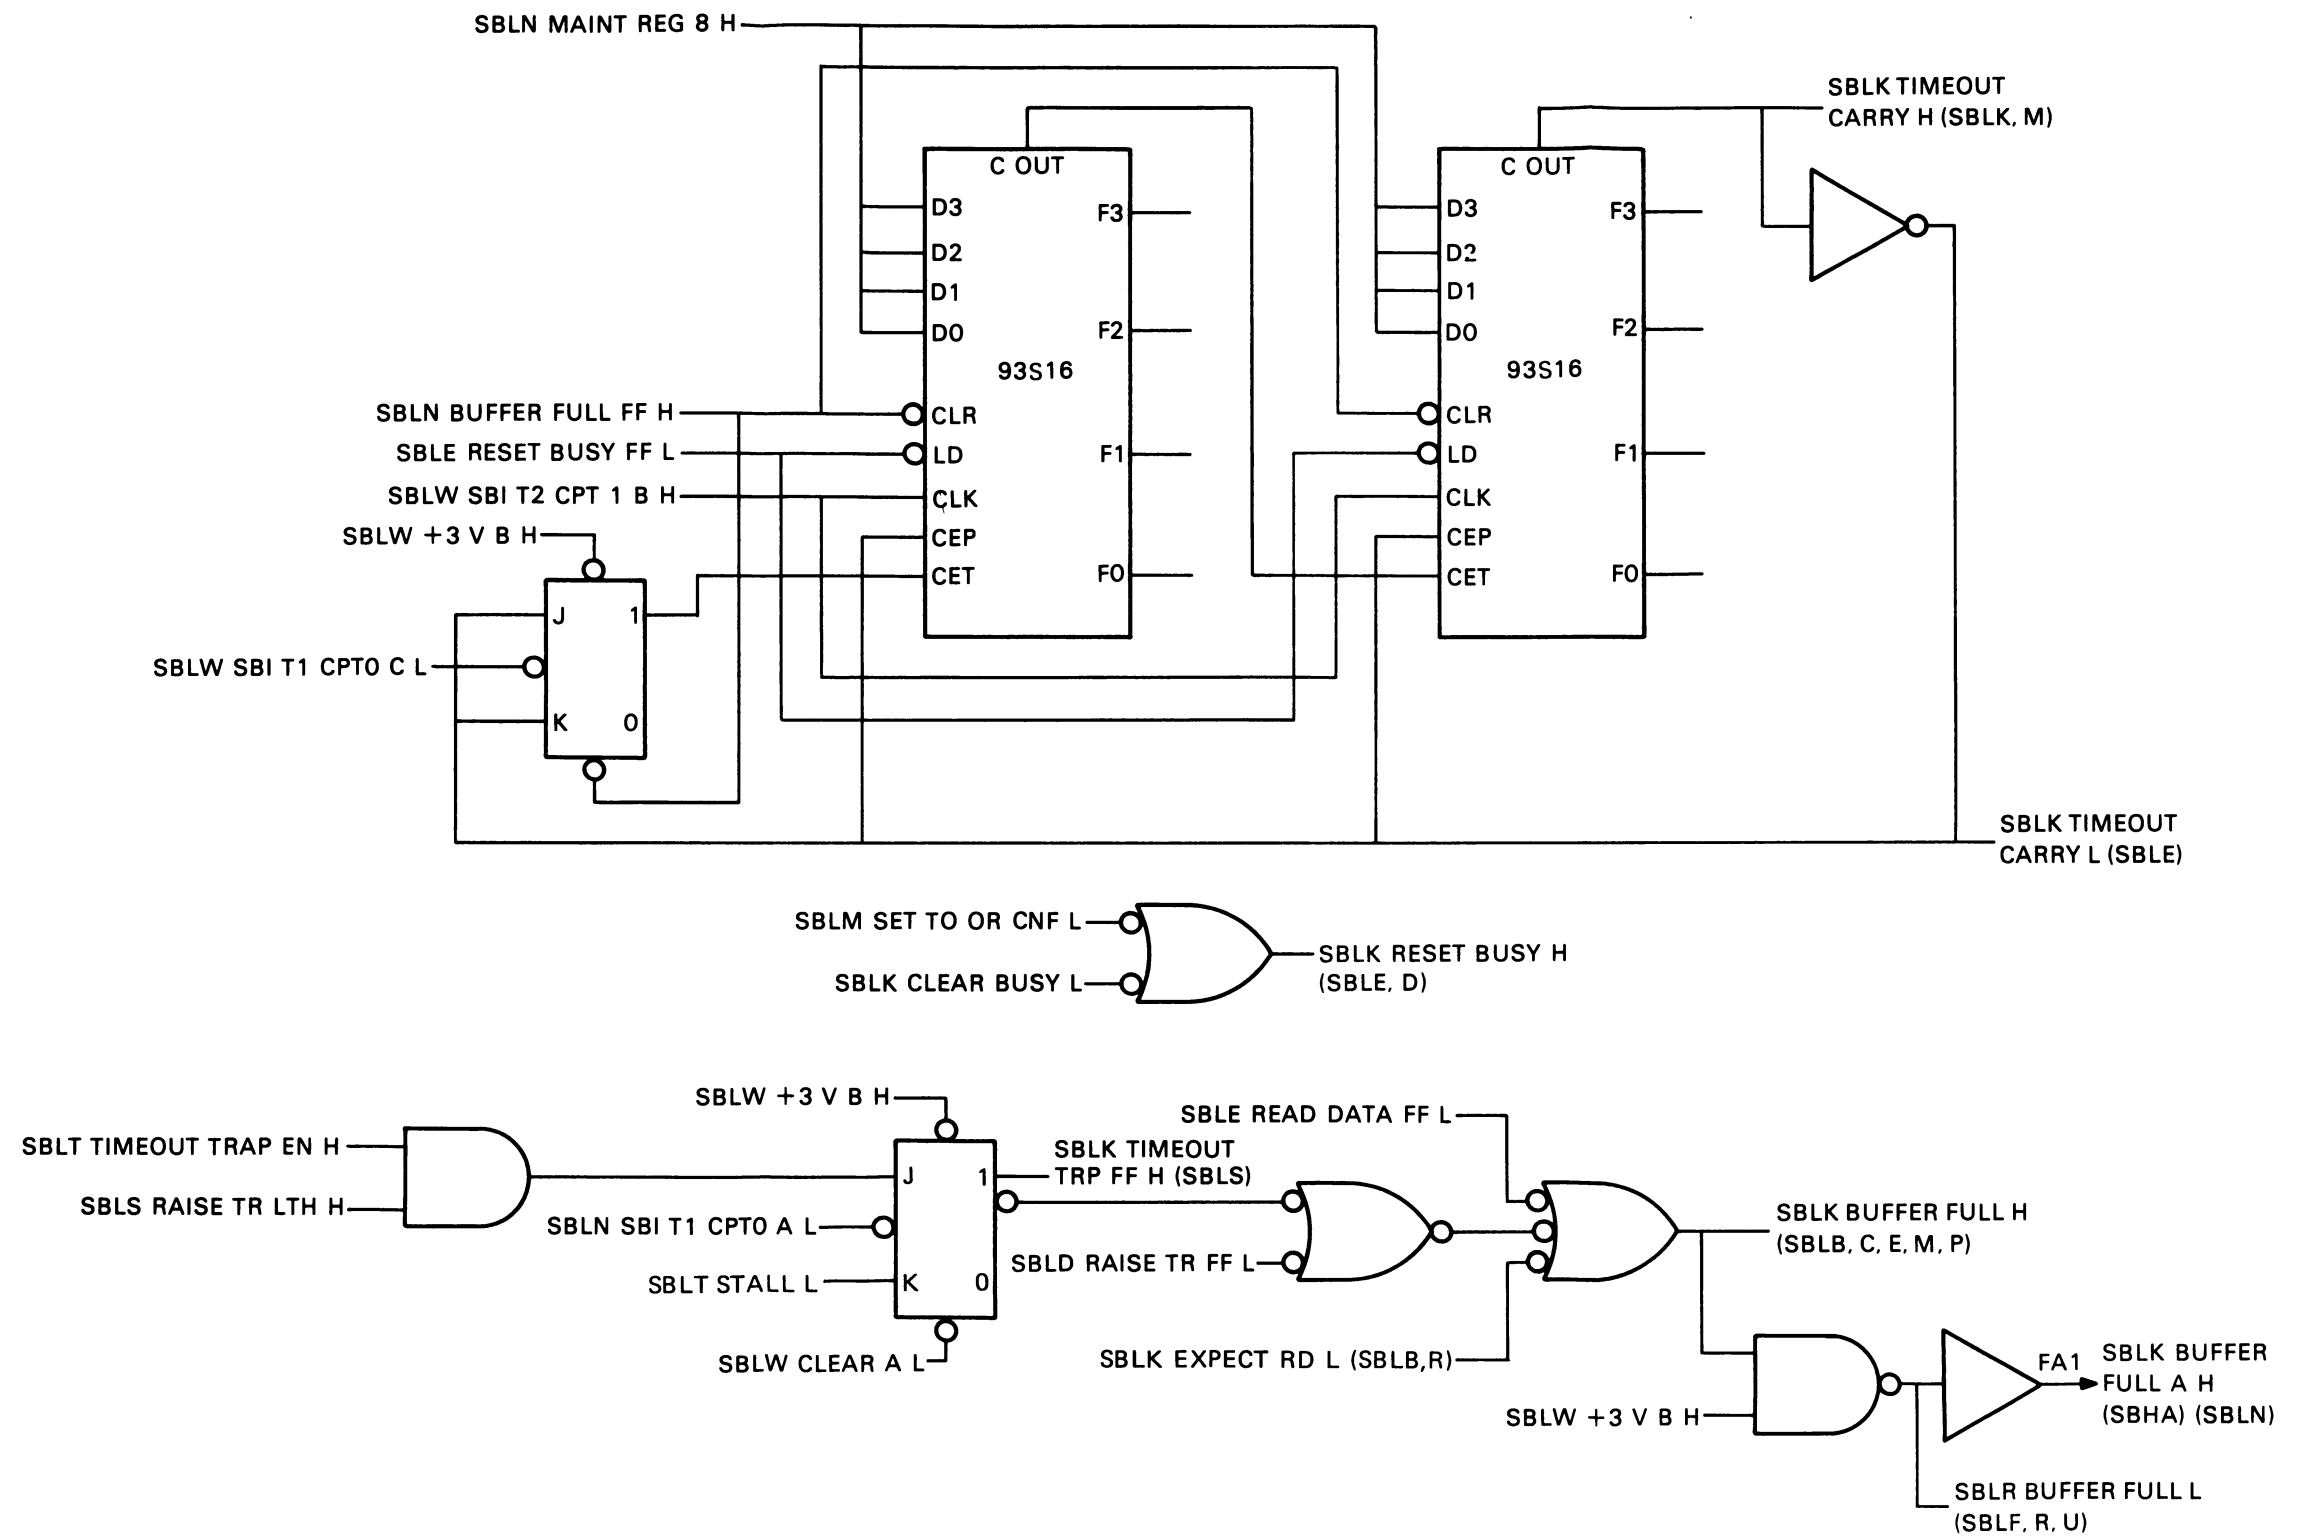 SBLN MAINT REG 8 H
SBLK TIMEOUT
CARRY H (SBLK, M)
C OUT
D3
D2
D1
D0
93S16
F3
F2
F1
F0
CLR
LD
CLK
CEP
CET
C OUT
D3
D2
D1
D0
93S16
F3
F2
F1
F0
CLR
LD
CLK
CEP
CET
SBLN BUFFER FULL FF H
SBLE RESET BUSY FF L
SBLW SBI T2 CPT 1 B H
SBLW +3 V B H
J
1
SBLW SBI T1 CPT0 C L
K
0
SBLK TIMEOUT
CARRY L (SBLE)
SBLM SET TO OR CNF L
SBLK CLEAR BUSY L
SBLK RESET BUSY H
(SBLE, D)
SBLW +3 V B H
SBLT TIMEOUT TRAP EN H
SBLS RAISE TR LTH H
J
1
SBLK TIMEOUT
TRP FF H (SBLS)
SBLN SBI T1 CPT0 A L
SBLT STALL L
K
0
SBLW CLEAR A L
SBLE READ DATA FF L
SBLD RAISE TR FF L
SBLK EXPECT RD L (SBLB,R)
SBLK BUFFER FULL H
(SBLB, C, E, M, P)
SBLW +3 V B H
FA1
SBLK BUFFER
FULL A H
(SBHA) (SBLN)
SBLR BUFFER FULL L
(SBLF, R, U)